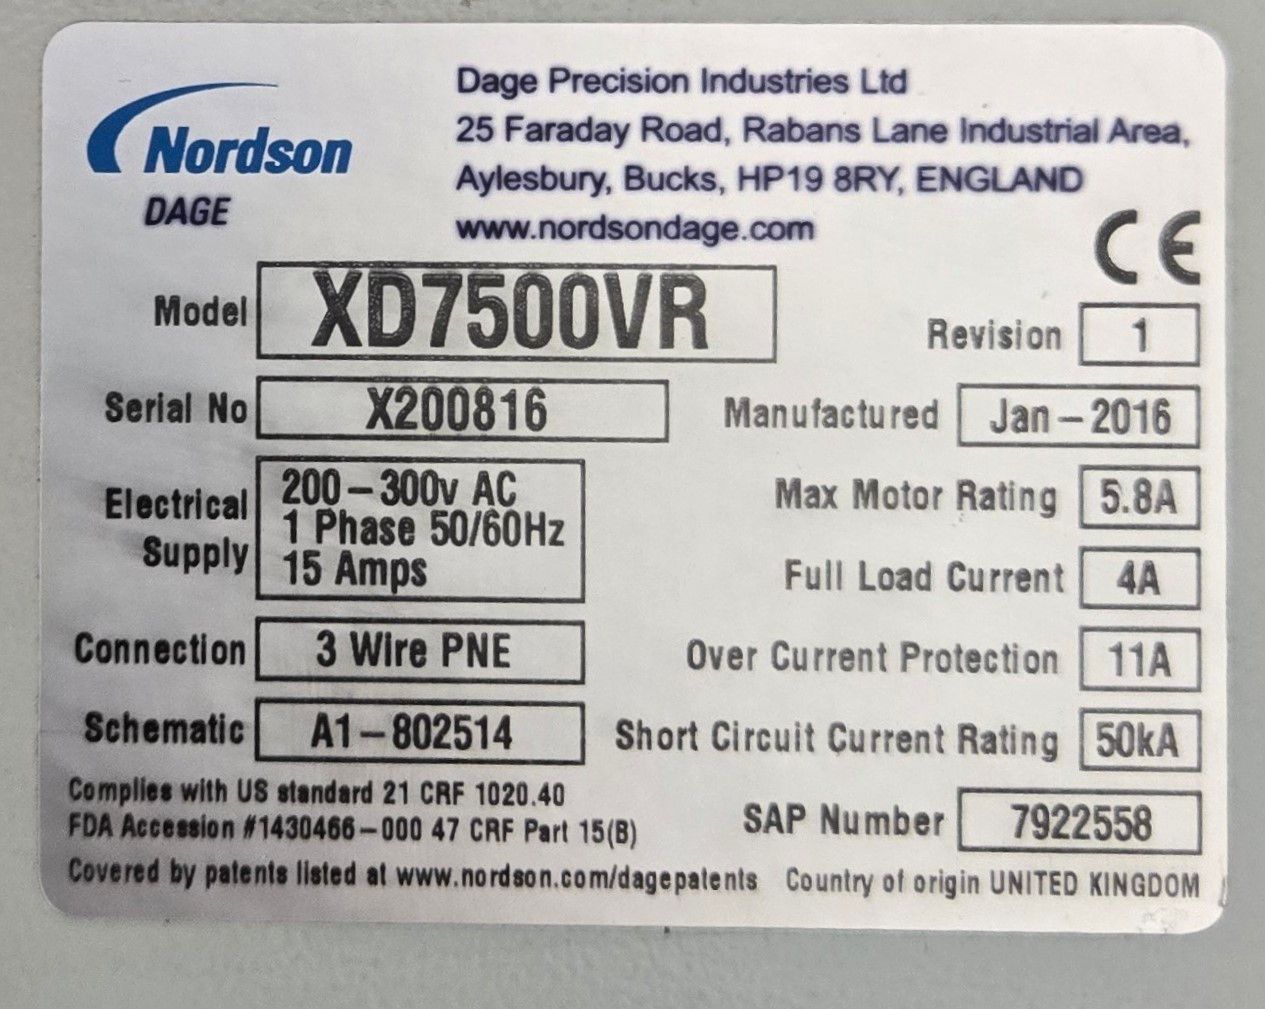 Nordson
DAGE
Dage Precision Industries Ltd
25 Faraday Road, Rabans Lane Industrial Area,
Aylesbury, Bucks, HP19 8RY, ENGLAND
www.nordsondage.com
CE
Model XD7500VR
Revision 1
Serial No X200816
Manufactured Jan-2016
Electrical Supply
200-300v AC
1 Phase 50/60Hz
15 Amps
Max Motor Rating 5.8A
Full Load Current 4A
Connection 3 Wire PNE
Over Current Protection 11A
Schematic A1-802514
Short Circuit Current Rating 50kA
Complies with US standard 21 CRF 1020.40
FDA Accession #1430466-000 47 CRF Part 15(B)
SAP Number 7922558
Covered by patents listed at www.nordson.com/dagepatents
Country of origin UNITED KINGDOM